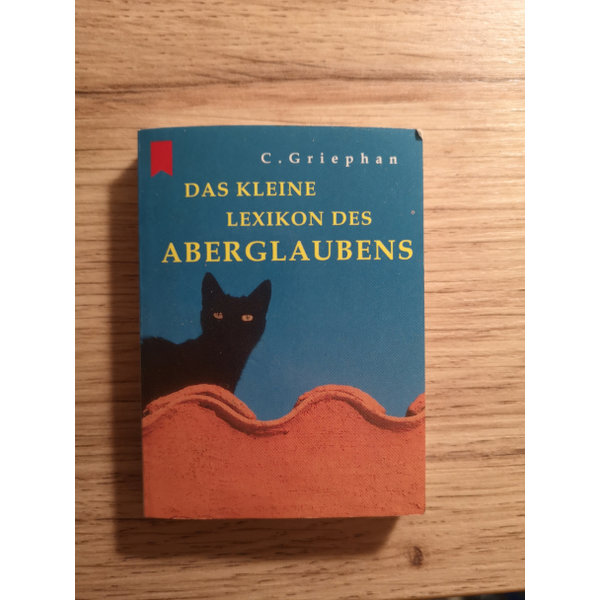 C. Griephan
DAS KLEINE
LEXIKON DES
ABERGLAUBENS